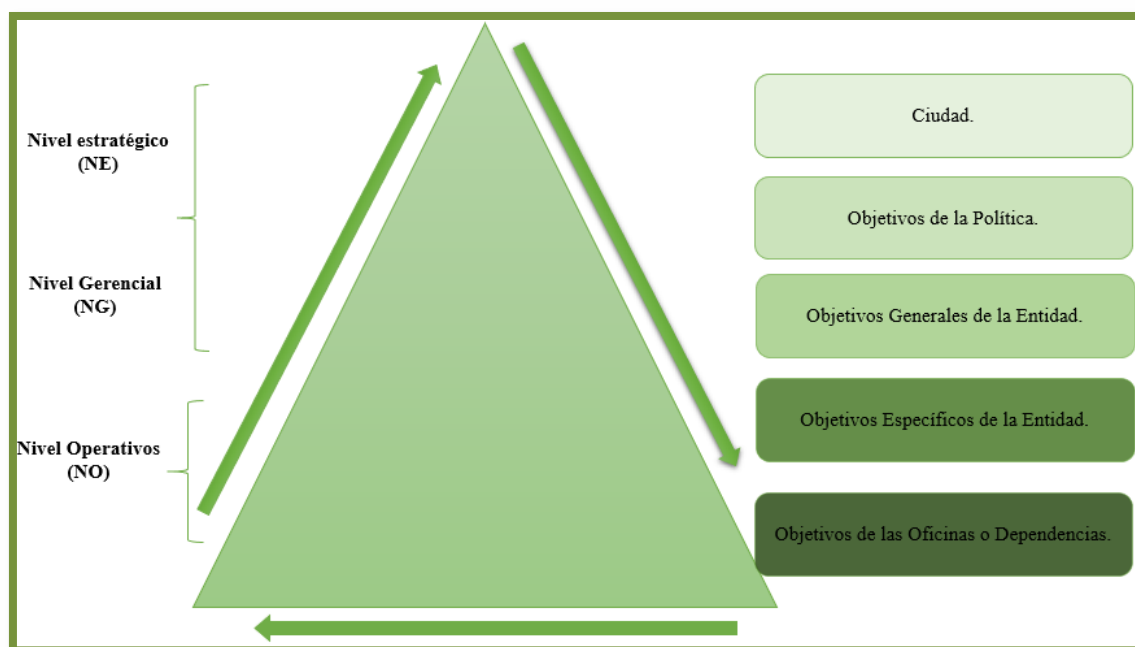 Nivel estratégico
(NE)
Nivel Gerencial
(NG)
Nivel Operativos
(NO)
Ciudad.
Objetivos de la Política.
Objetivos Generales de la Entidad.
Objetivos Específicos de la Entidad.
Objetivos de las Oficinas o Dependencias.